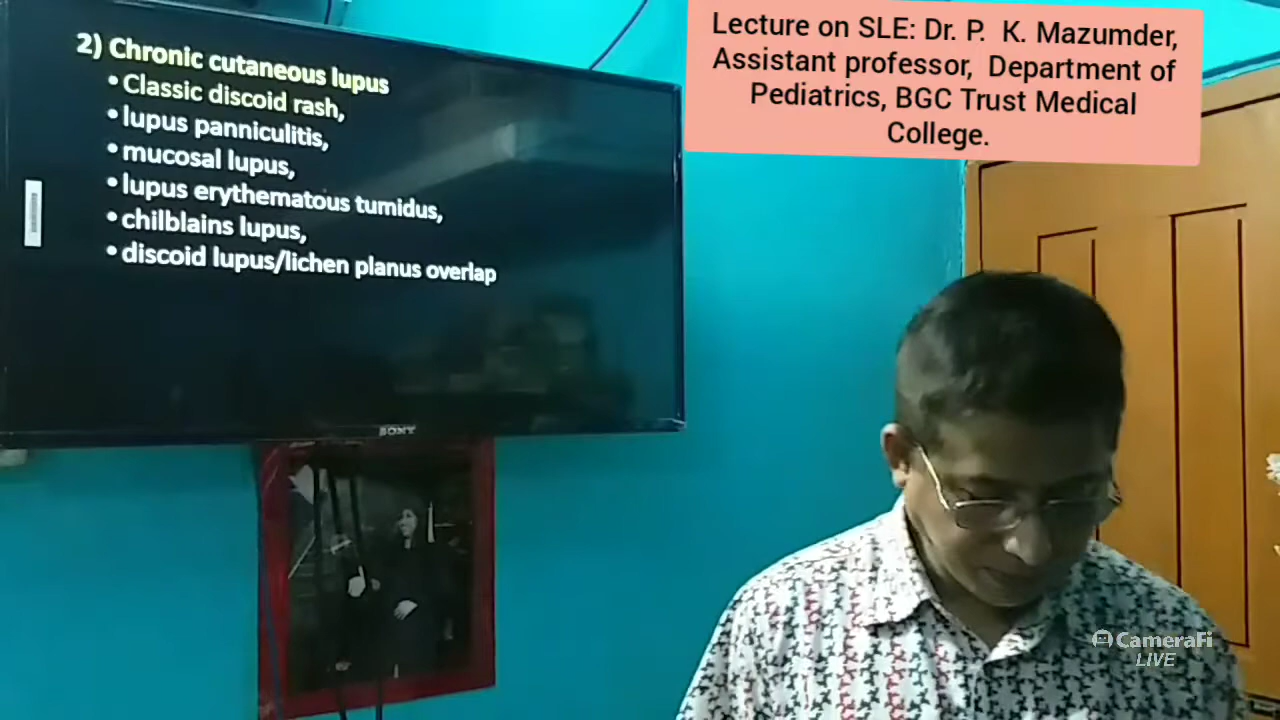 2) Chronic cutaneous lupus
• Classic discoid rash,
• lupus panniculitis,
• mucosal lupus,
• lupus erythematous tumidus,
• chilblains lupus,
• discoid lupus/lichen planus overlap
SONY
Lecture on SLE: Dr. P. K. Mazumder,
Assistant professor, Department of
Pediatrics, BGC Trust Medical
College.
CameraFi
LIVE